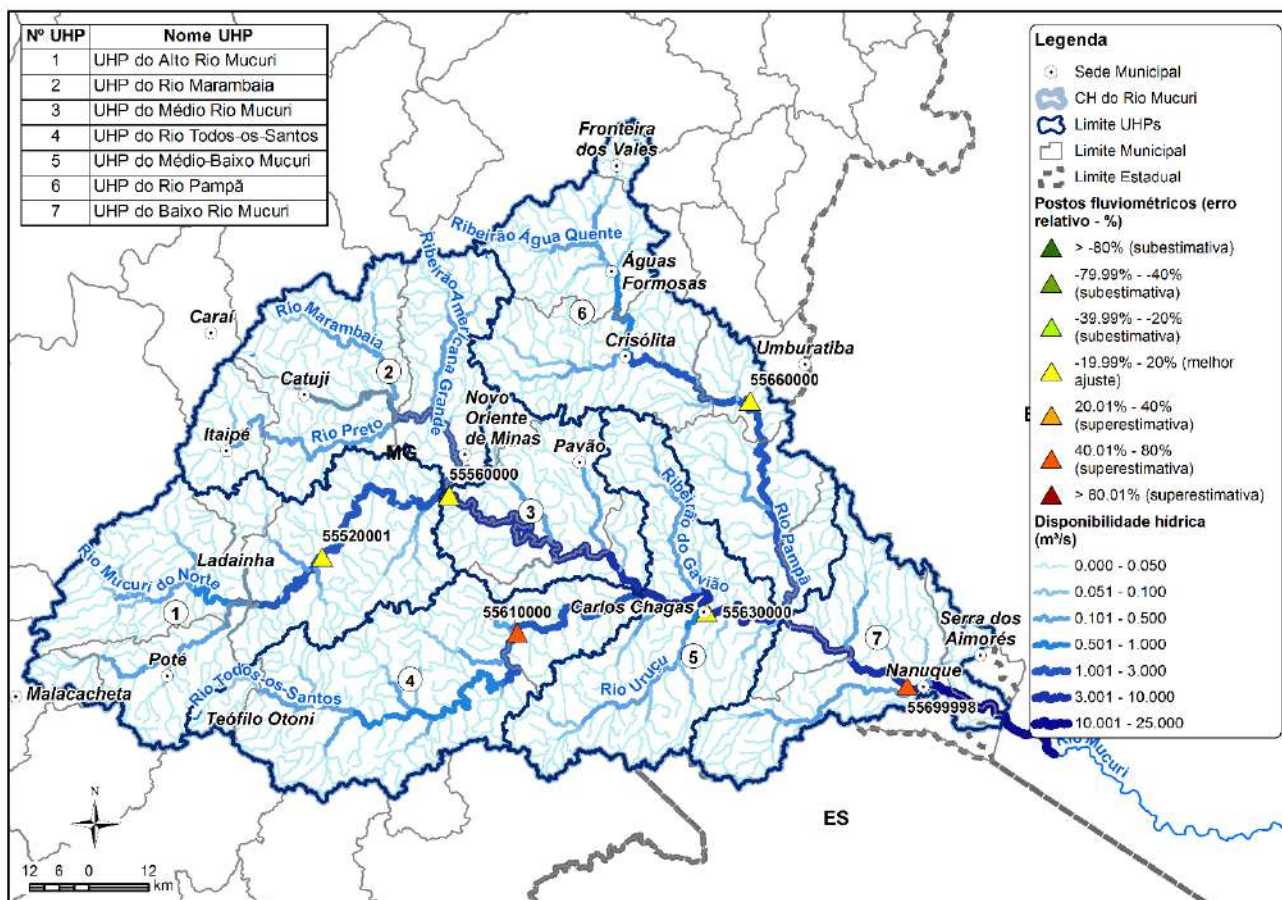 Nº UHP Nome UHP
1 UHP do Alto Rio Mucuri
2 UHP do Rio Marambaia
3 UHP do Médio Rio Mucuri
4 UHP do Rio Todos-os-Santos
5 UHP do Médio-Baixo Mucuri
6 UHP do Rio Pampã
7 UHP do Baixo Rio Mucuri
Fronteira
dos Vales
Ribeirão Água Quente
Ribeirão Americana Grande
Águas
Formosas
6
Caraí
Rio Marambaia
Crisólita
Umburatiba
2
Catuji
55660000
Novo
Oriente
de Minas
Rio Preto
Itaipé
MG
Pavão
55560000
Ribeirão do Gavião
Rio Pampã
3
55520001
Ladainha
Rio Mucuri do Norte
1
55610000
Carlos Chagas
55630000
Serra dos
Aimorés
7
5
Poté
Rio Uruçu
Nanuque
4
Malacacheta
Rio Todos-os-Santos
Teófilo Otoni
55699998
Rio Mucuri
ES
N
12 6 0 12
km
Legenda
Sede Municipal
CH do Rio Mucuri
Limite UHPs
Limite Municipal
Limite Estadual
Postos fluviométricos (erro
relativo - %)
> -80% (subestimativa)
-79.99% - -40%
(subestimativa)
-39.99% - -20%
(subestimativa)
-19.99% - 20% (melhor
ajuste)
20.01% - 40%
(superestimativa)
40.01% - 80%
(superestimativa)
> 80.01% (superestimativa)
Disponibilidade hídrica
(m³/s)
0.000 - 0.050
0.051 - 0.100
0.101 - 0.500
0.501 - 1.000
1.001 - 3.000
3.001 - 10.000
10.001 - 25.000